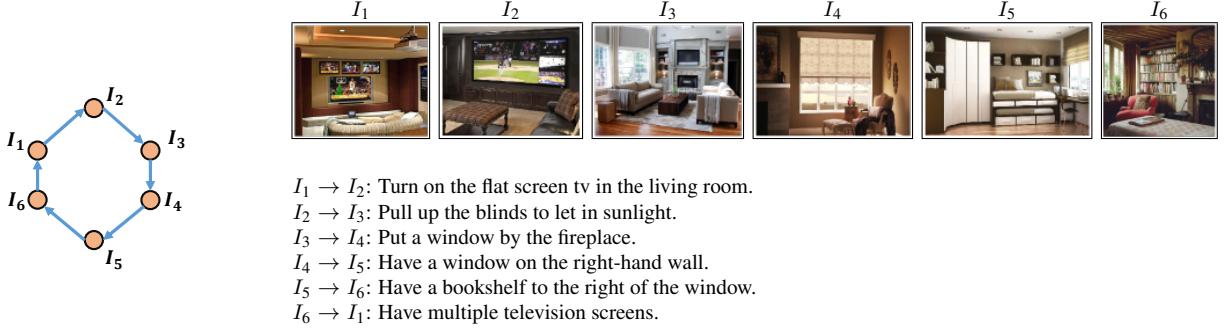 I₁ I₂ I₃ I₄ I₅ I₆
I₂
I₁
I₃
I₆
I₄
I₅
I₁ → I₂: Turn on the flat screen tv in the living room.
I₂ → I₃: Pull up the blinds to let in sunlight.
I₃ → I₄: Put a window by the fireplace.
I₄ → I₅: Have a window on the right-hand wall.
I₅ → I₆: Have a bookshelf to the right of the window.
I₆ → I₁: Have multiple television screens.